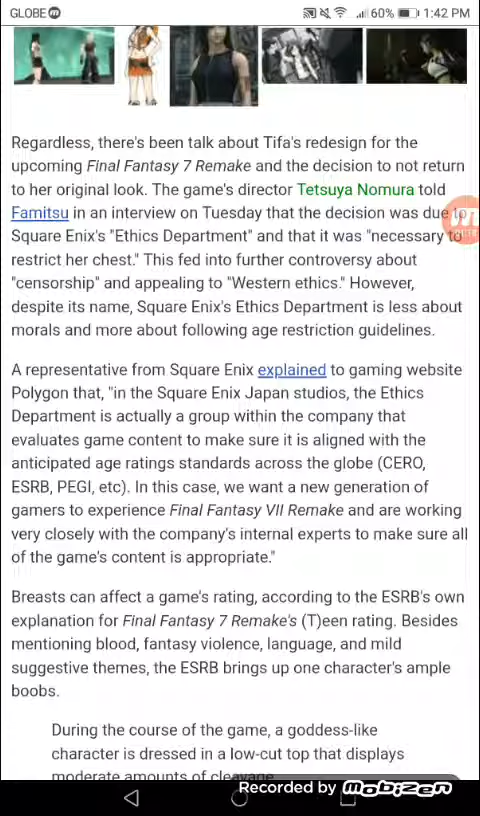 GLOBE
60% 1:42 PM
Regardless, there's been talk about Tifa's redesign for the
upcoming Final Fantasy 7 Remake and the decision to not return
to her original look. The game's director Tetsuya Nomura told
Famitsu in an interview on Tuesday that the decision was due to
Square Enix's "Ethics Department" and that it was "necessary to
restrict her chest." This fed into further controversy about
"censorship" and appealing to "Western ethics." However,
despite its name, Square Enix's Ethics Department is less about
morals and more about following age restriction guidelines.
A representative from Square Enix explained to gaming website
Polygon that, "in the Square Enix Japan studios, the Ethics
Department is actually a group within the company that
evaluates game content to make sure it is aligned with the
anticipated age ratings standards across the globe (CERO,
ESRB, PEGI, etc). In this case, we want a new generation of
gamers to experience Final Fantasy VII Remake and are working
very closely with the company's internal experts to make sure all
of the game's content is appropriate."
Breasts can affect a game's rating, according to the ESRB's own
explanation for Final Fantasy 7 Remake's (T)een rating. Besides
mentioning blood, fantasy violence, language, and mild
suggestive themes, the ESRB brings up one character's ample
boobs.
During the course of the game, a goddess-like
character is dressed in a low-cut top that displays
moderate amounts of cleavage
Recorded by Mobizen